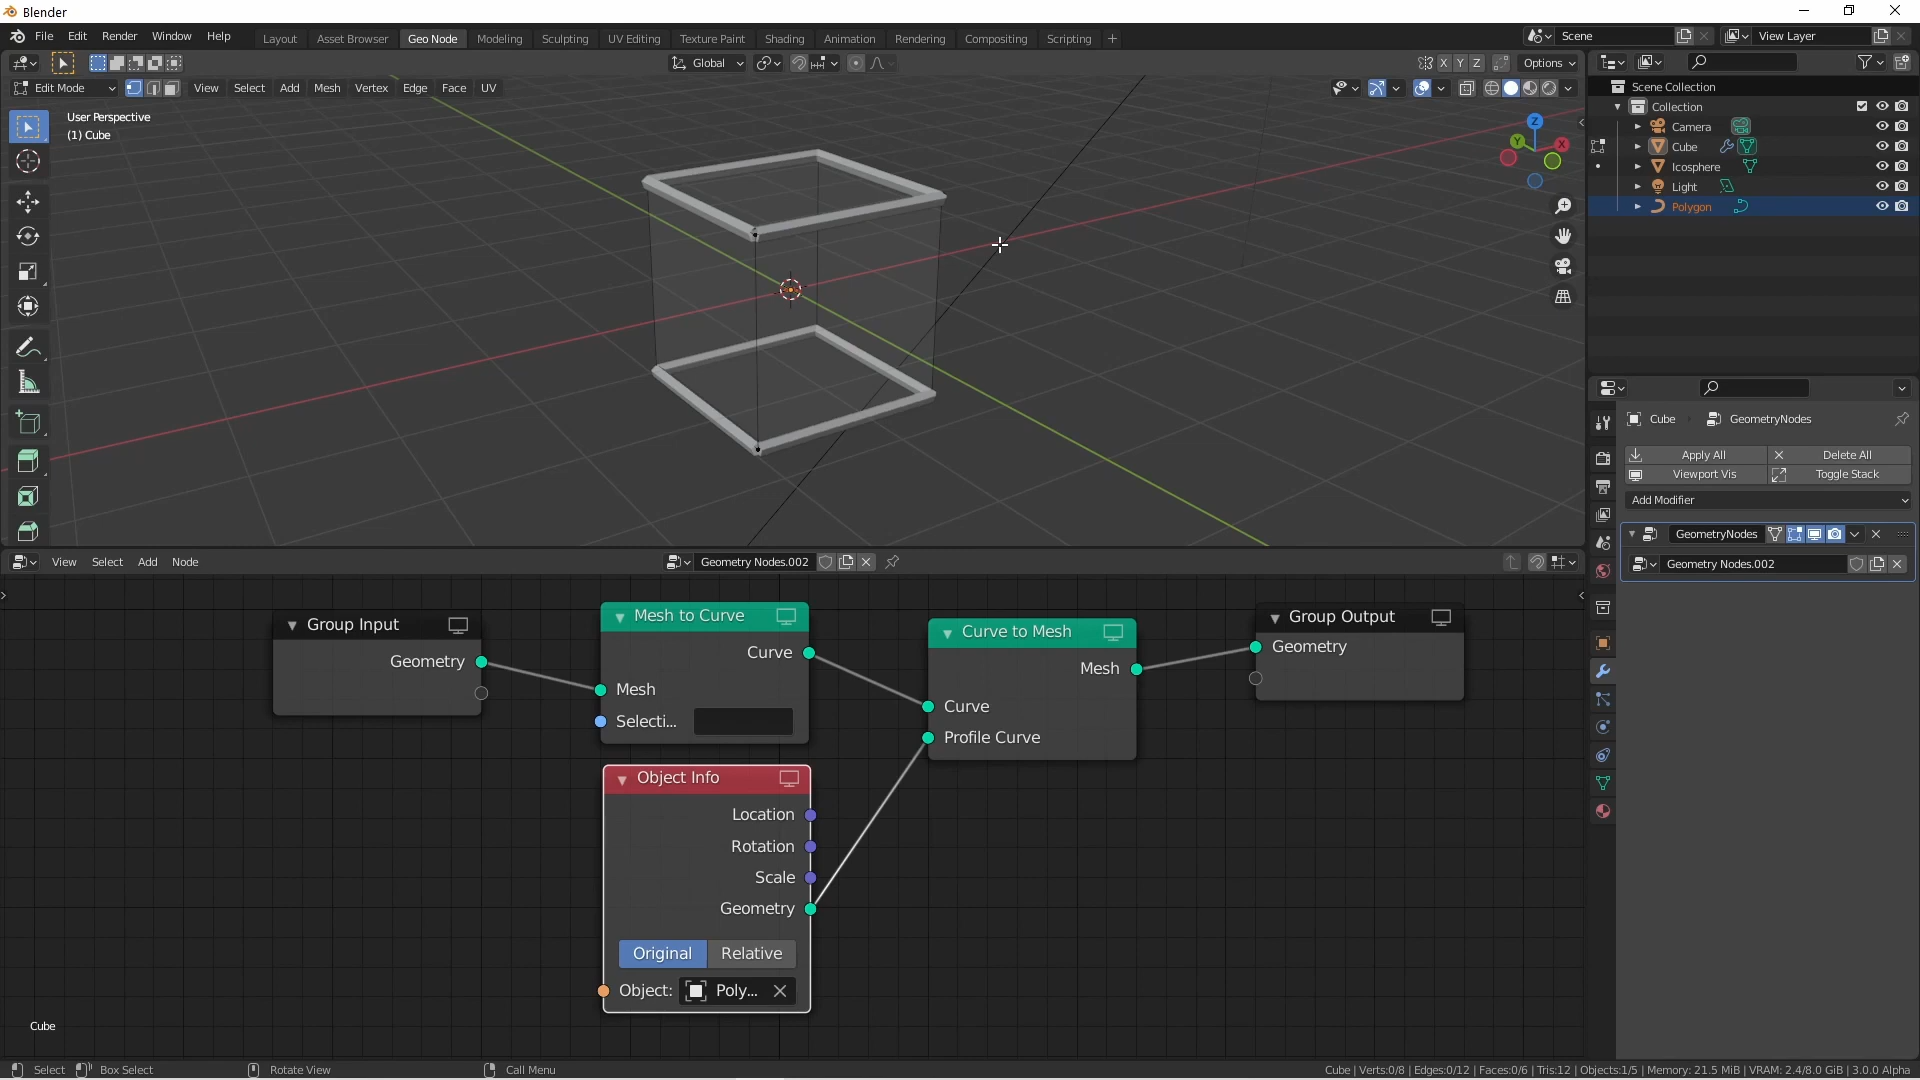 Blender
File Edit Render Window Help Layout Asset Browser Geo Node Modeling Sculpting UV Editing Texture Paint Shading Animation Rendering Compositing Scripting + Scene View Layer
Global X Y Z Options
Edit Mode View Select Add Mesh Vertex Edge Face UV
User Perspective
(1) Cube
Z
Y
X
Scene Collection
Collection
Camera
Cube
Icosphere
Light
Polygon
Cube GeometryNodes
Apply All Delete All
Viewport Vis Toggle Stack
Add Modifier
GeometryNodes
Geometry Nodes.002
View Select Add Node Geometry Nodes.002
Group Input
Geometry
Mesh to Curve
Curve
Mesh
Selecti...
Object Info
Location
Rotation
Scale
Geometry
Original Relative
Object: Poly...
Curve to Mesh
Mesh
Curve
Profile Curve
Group Output
Geometry
Cube
Select Box Select Rotate View Call Menu Cube | Verts:0/8 | Edges:0/12 | Faces:0/6 | Tris:12 | Objects:1/5 | Memory: 21.5 MiB | VRAM: 2.4/8.0 GiB | 3.0.0 Alpha